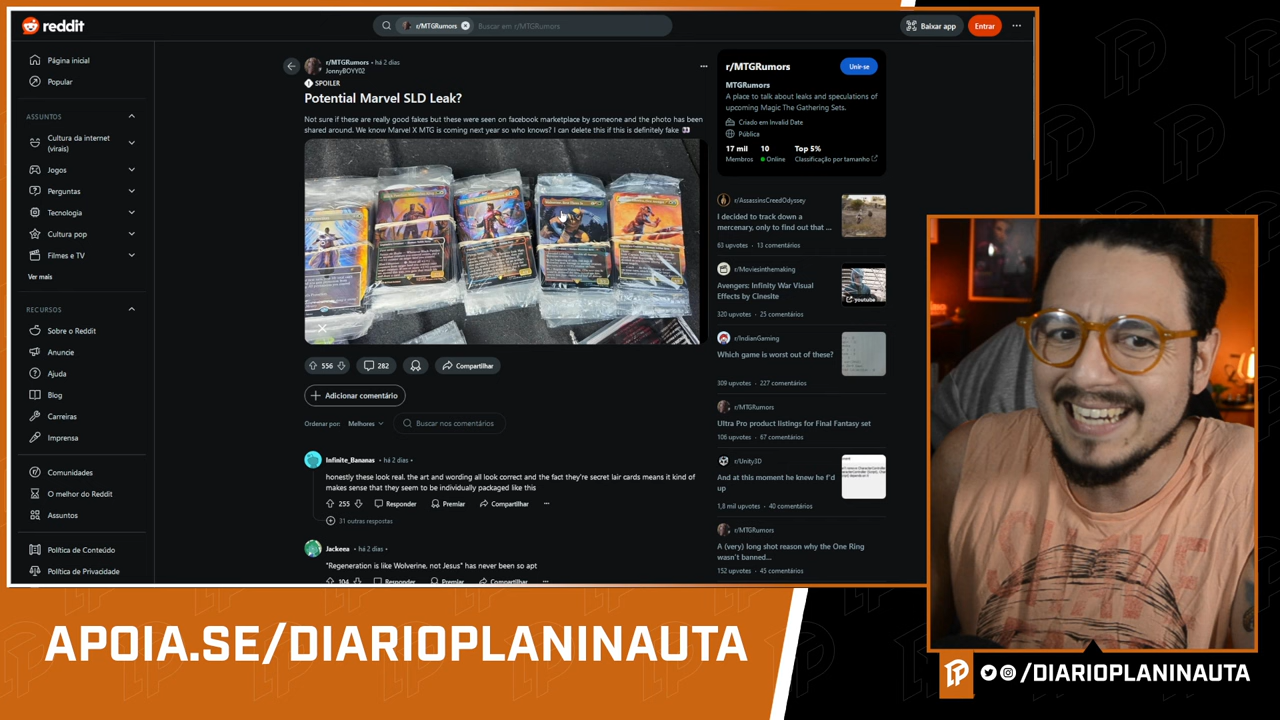 reddit
r/MTGRumors
Buscar em r/MTGRumors
Baixar app
Entrar
Página inicial
Popular
ASSUNTOS
Cultura da internet
(virais)
Jogos
Perguntas
Tecnologia
Cultura pop
Filmes e TV
Ver mais
RECURSOS
Sobre o Reddit
Anuncie
Ajuda
Blog
Carreiras
Imprensa
Comunidades
O melhor do Reddit
Assuntos
Política de Conteúdo
Política de Privacidade
r/MTGRumors • há 2 dias
JonnyBOYY02
SPOILER
Potential Marvel SLD Leak?
Not sure if these are really good fakes but these were seen on facebook marketplace by someone and the photo has been
shared around. We know Marvel X MTG is coming next year so who knows? I can delete this if this is definitely fake
556
282
Compartilhar
Adicionar comentário
Ordenar por: Melhores
Buscar nos comentários
Infinite_Bananas • há 2 dias
honestly these look real. the art and wording all look correct and the fact they're secret lair cards means it kind of
makes sense that they seem to be individually packaged like this
255 Responder Premiar Compartilhar
31 outras respostas
Jackeea • há 2 dias
"Regeneration is like Wolverine, not Jesus" has never been so apt
104 Responder Premiar Compartilhar
r/MTGRumors
Unir-se
MTGRumors
A place to talk about leaks and speculations of
upcoming Magic The Gathering Sets.
Criado em Invalid Date
Pública
17 mil 10 Top 5%
Membros Online Classificação por tamanho
r/AssassinsCreedOdyssey
I decided to track down a
mercenary, only to find out that ...
63 upvotes · 13 comentários
r/Moviesinthemaking
Avengers: Infinity War Visual
Effects by Cinesite
youtube
320 upvotes · 25 comentários
r/IndianGaming
Which game is worst out of these?
309 upvotes · 227 comentários
r/MTGRumors
Ultra Pro product listings for Final Fantasy set
106 upvotes · 67 comentários
r/Unity3D
And at this moment he knew he f'd
up
1,8 mil upvotes · 40 comentários
r/MTGRumors
A (very) long shot reason why the One Ring
wasn't banned...
152 upvotes · 45 comentários
APOIA.SE/DIARIOPLANINAUTA
/DIARIOPLANINAUTA